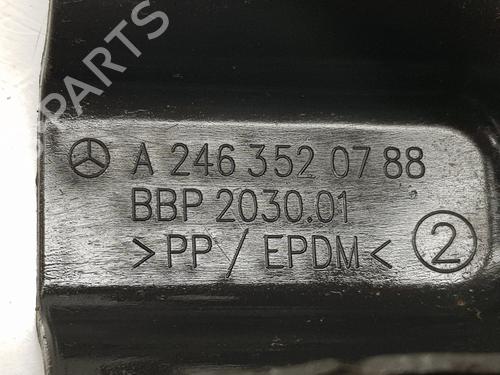 A 246 352 07 88
BBP 2030.01
>PP/EPDM<
2
B-PARTS